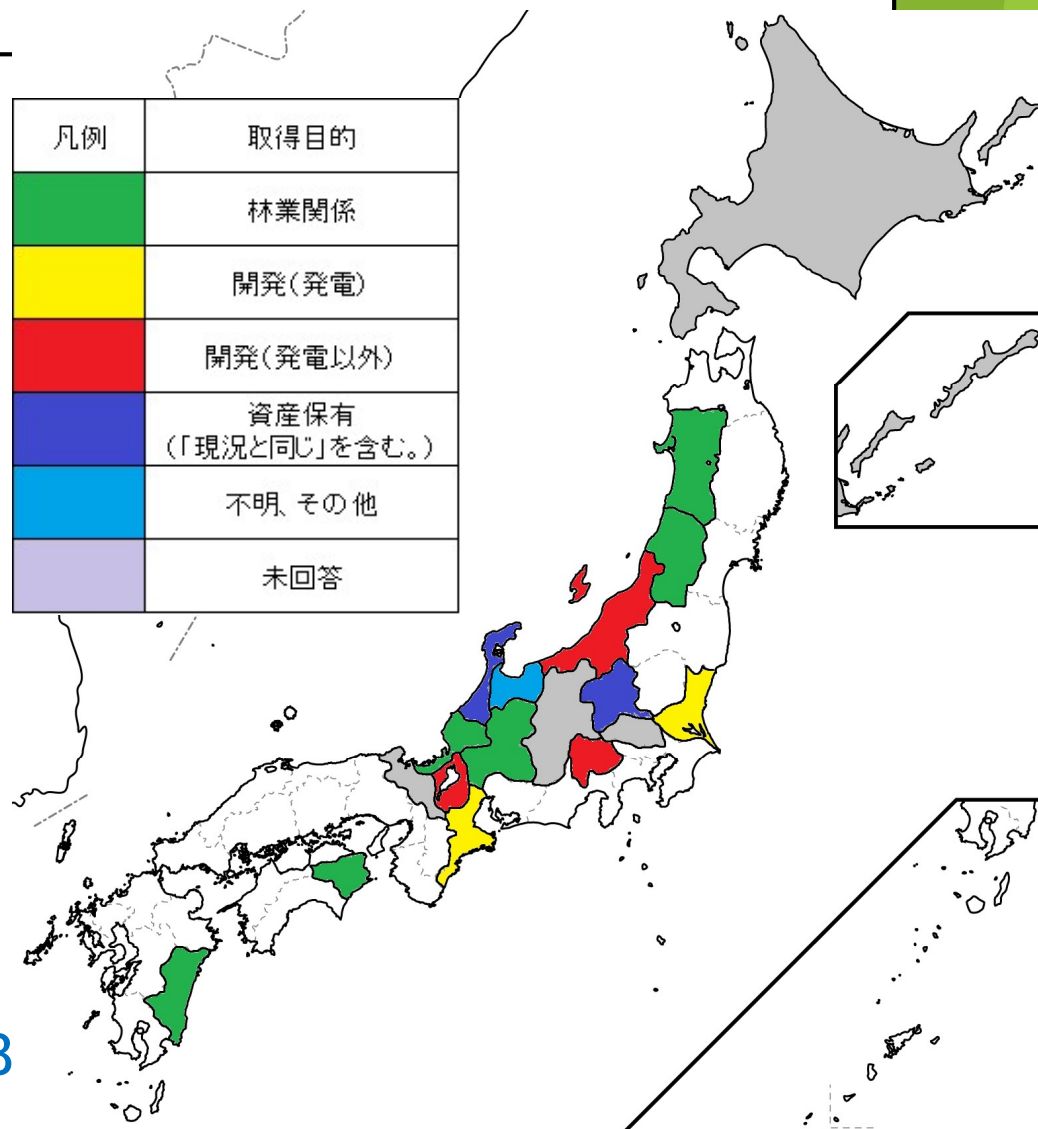 凡例 取得目的
林業関係
開発(発電)
開発(発電以外)
資産保有
(「現況と同じ」を含む。)
不明、その他
未回答
3